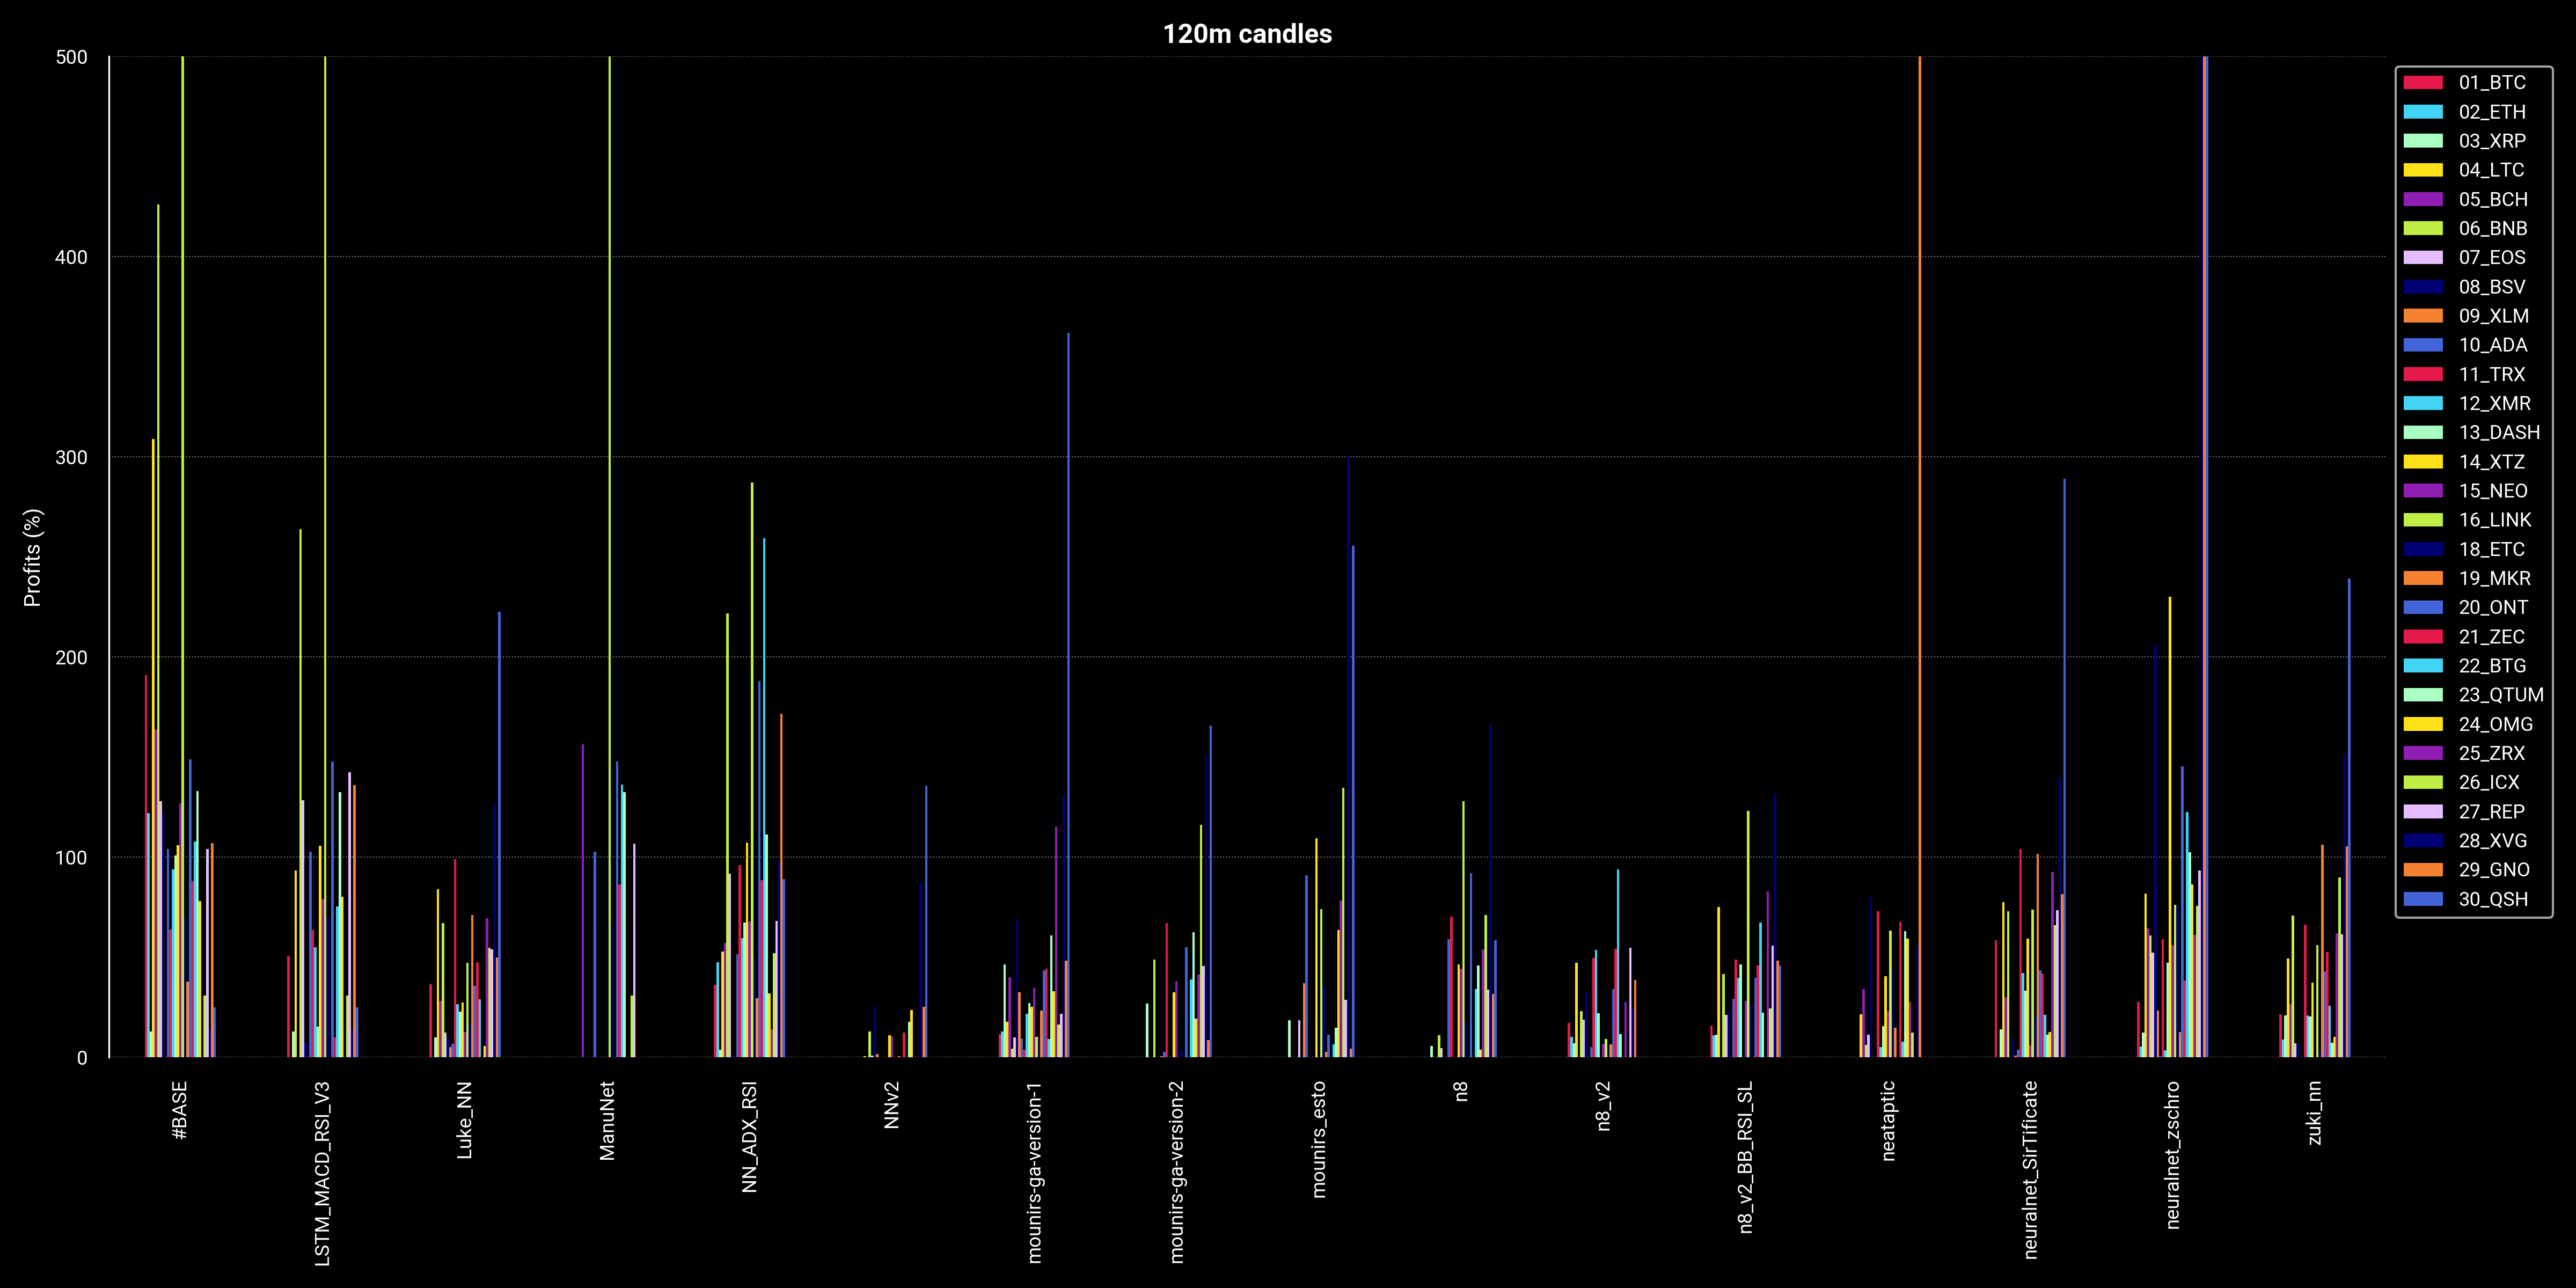 120m candles
500
400
300
200
100
0
Profits (%)
#BASE
LSTM_MACD_RSI_V3
Luke_NN
ManuNet
NN_ADX_RSI
NNv2
mounirs-ga-version-1
mounirs-ga-version-2
mounirs_esto
n8
n8_v2
n8_v2_BB_RSI_SL
neataptic
neuralnet_SirTificate
neuralnet_zschro
zuki_nn
01_BTC
02_ETH
03_XRP
04_LTC
05_BCH
06_BNB
07_EOS
08_BSV
09_XLM
10_ADA
11_TRX
12_XMR
13_DASH
14_XTZ
15_NEO
16_LINK
18_ETC
19_MKR
20_ONT
21_ZEC
22_BTG
23_QTUM
24_OMG
25_ZRX
26_ICX
27_REP
28_XVG
29_GNO
30_QSH